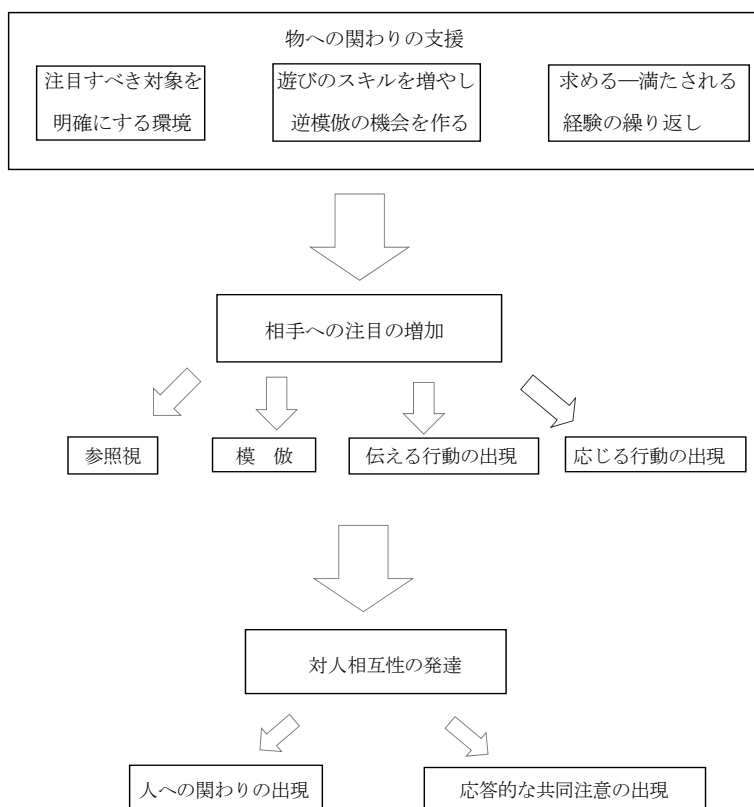 物への関わりの支援
注目すべき対象を
明確にする環境
遊びのスキルを増やし
逆模倣の機会を作る
求める―満たされる
経験の繰り返し
相手への注目の増加
参照視
模　倣
伝える行動の出現
応じる行動の出現
対人相互性の発達
人への関わりの出現
応答的な共同注意の出現